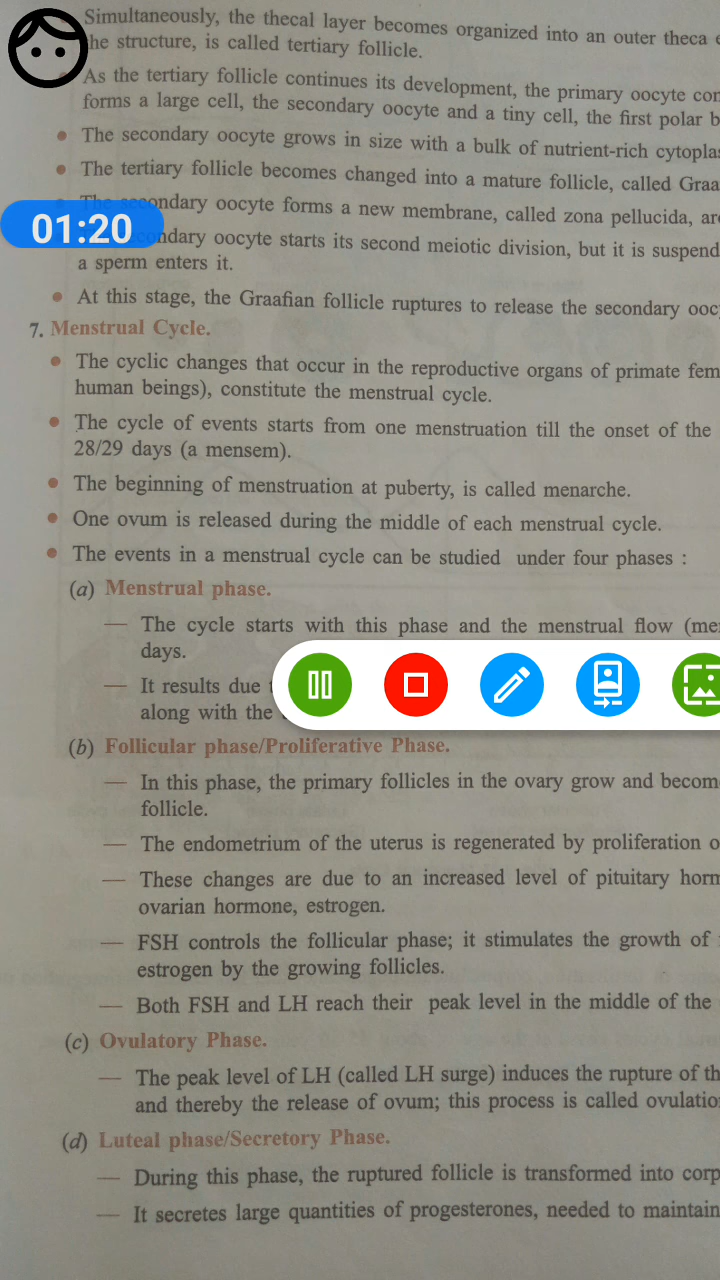 Simultaneously, the thecal layer becomes organized into an outer theca
the structure, is called tertiary follicle.
As the tertiary follicle continues its development, the primary oocyte
forms a large cell, the secondary oocyte and a tiny cell, the first polar
• The secondary oocyte grows in size with a bulk of nutrient-rich
• The tertiary follicle becomes changed into a mature follicle, called
secondary oocyte forms a new membrane, called zona pellucida,
01:20
secondary oocyte starts its second meiotic division, but it is
a sperm enters it.
• At this stage, the Graafian follicle ruptures to release the secondary
7. Menstrual Cycle.
• The cyclic changes that occur in the reproductive organs of primate
human beings), constitute the menstrual cycle.
• The cycle of events starts from one menstruation till the onset of the
28/29 days (a mensem).
• The beginning of menstruation at puberty, is called menarche.
• One ovum is released during the middle of each menstrual cycle.
• The events in a menstrual cycle can be studied under four phases :
(a) Menstrual phase.
— The cycle starts with this phase and the menstrual flow
days.
— It results due
along with the
(b) Follicular phase/Proliferative Phase.
— In this phase, the primary follicles in the ovary grow and
follicle.
— The endometrium of the uterus is regenerated by proliferation
— These changes are due to an increased level of pituitary
ovarian hormone, estrogen.
— FSH controls the follicular phase; it stimulates the growth of
estrogen by the growing follicles.
— Both FSH and LH reach their peak level in the middle of the
(c) Ovulatory Phase.
— The peak level of LH (called LH surge) induces the rupture of
and thereby the release of ovum; this process is called
(d) Luteal phase/Secretory Phase.
— During this phase, the ruptured follicle is transformed into
— It secretes large quantities of progesterones, needed to maintain